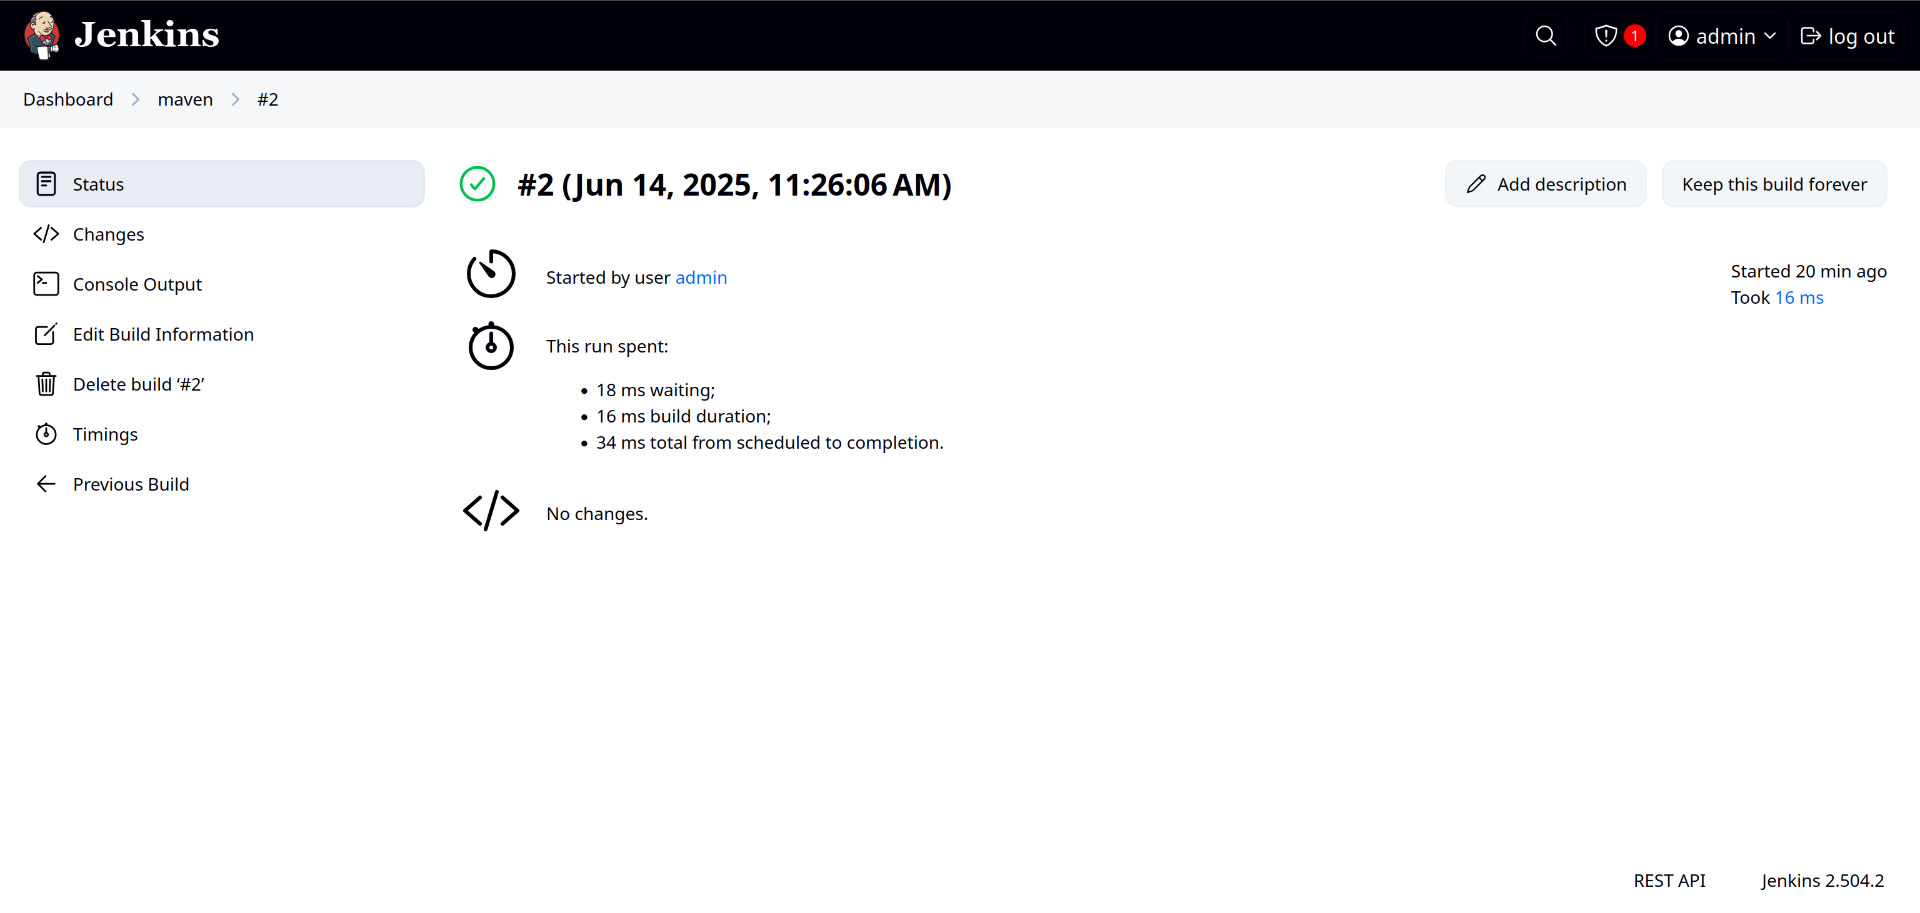 Jenkins
1
admin
log out
Dashboard
maven
#2
Status
Changes
Console Output
Edit Build Information
Delete build ‘#2’
Timings
Previous Build
#2 (Jun 14, 2025, 11:26:06 AM)
Add description
Keep this build forever
Started by user admin
Started 20 min ago
Took 16 ms
This run spent:
18 ms waiting;
16 ms build duration;
34 ms total from scheduled to completion.
No changes.
REST API
Jenkins 2.504.2